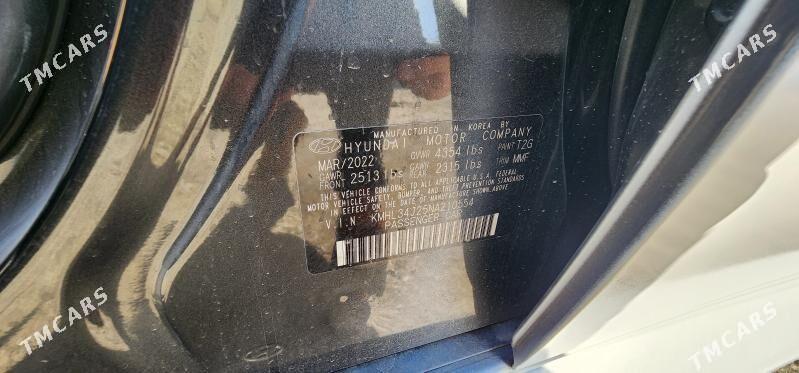 TMCARS
TMCARS
MANUFACTURED IN KOREA BY
HYUNDAI MOTOR COMPANY
MAR/2022 GVWR 4354 lbs PAINT T2G
GAWR FRONT 2513 lbs GAWR REAR 2315 lbs TRIM MMF
THIS VEHICLE CONFORMS TO ALL APPLICABLE U.S.A. FEDERAL
MOTOR VEHICLE SAFETY, BUMPER, AND THEFT PREVENTION STANDARDS
IN EFFECT ON THE DATE OF MANUFACTURE SHOWN ABOVE.
V.I.N.
PASSENGER CAR
TMCARS
TMCARS